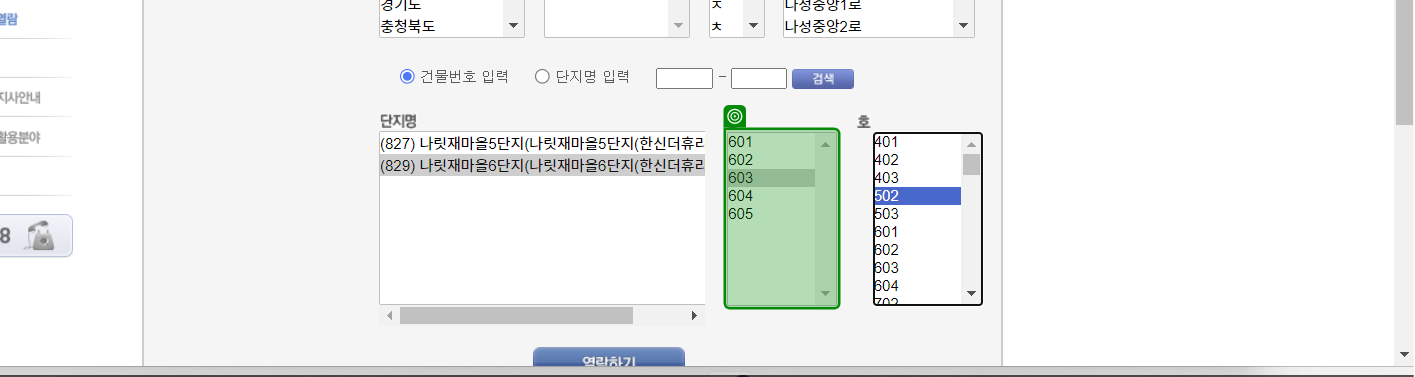 열람
지사안내
활용분야
8
경기도
충청북도
ㅊ
ㅊ
나성중앙1로
나성중앙2로
건물번호 입력
단지명 입력
-
검색
단지명
(827) 나릿재마을5단지(나릿재마을5단지(한신더휴리
(829) 나릿재마을6단지(나릿재마을6단지(한신더휴리
601
602
603
604
605
호
401
402
403
502
503
601
602
603
604
702
열람하기